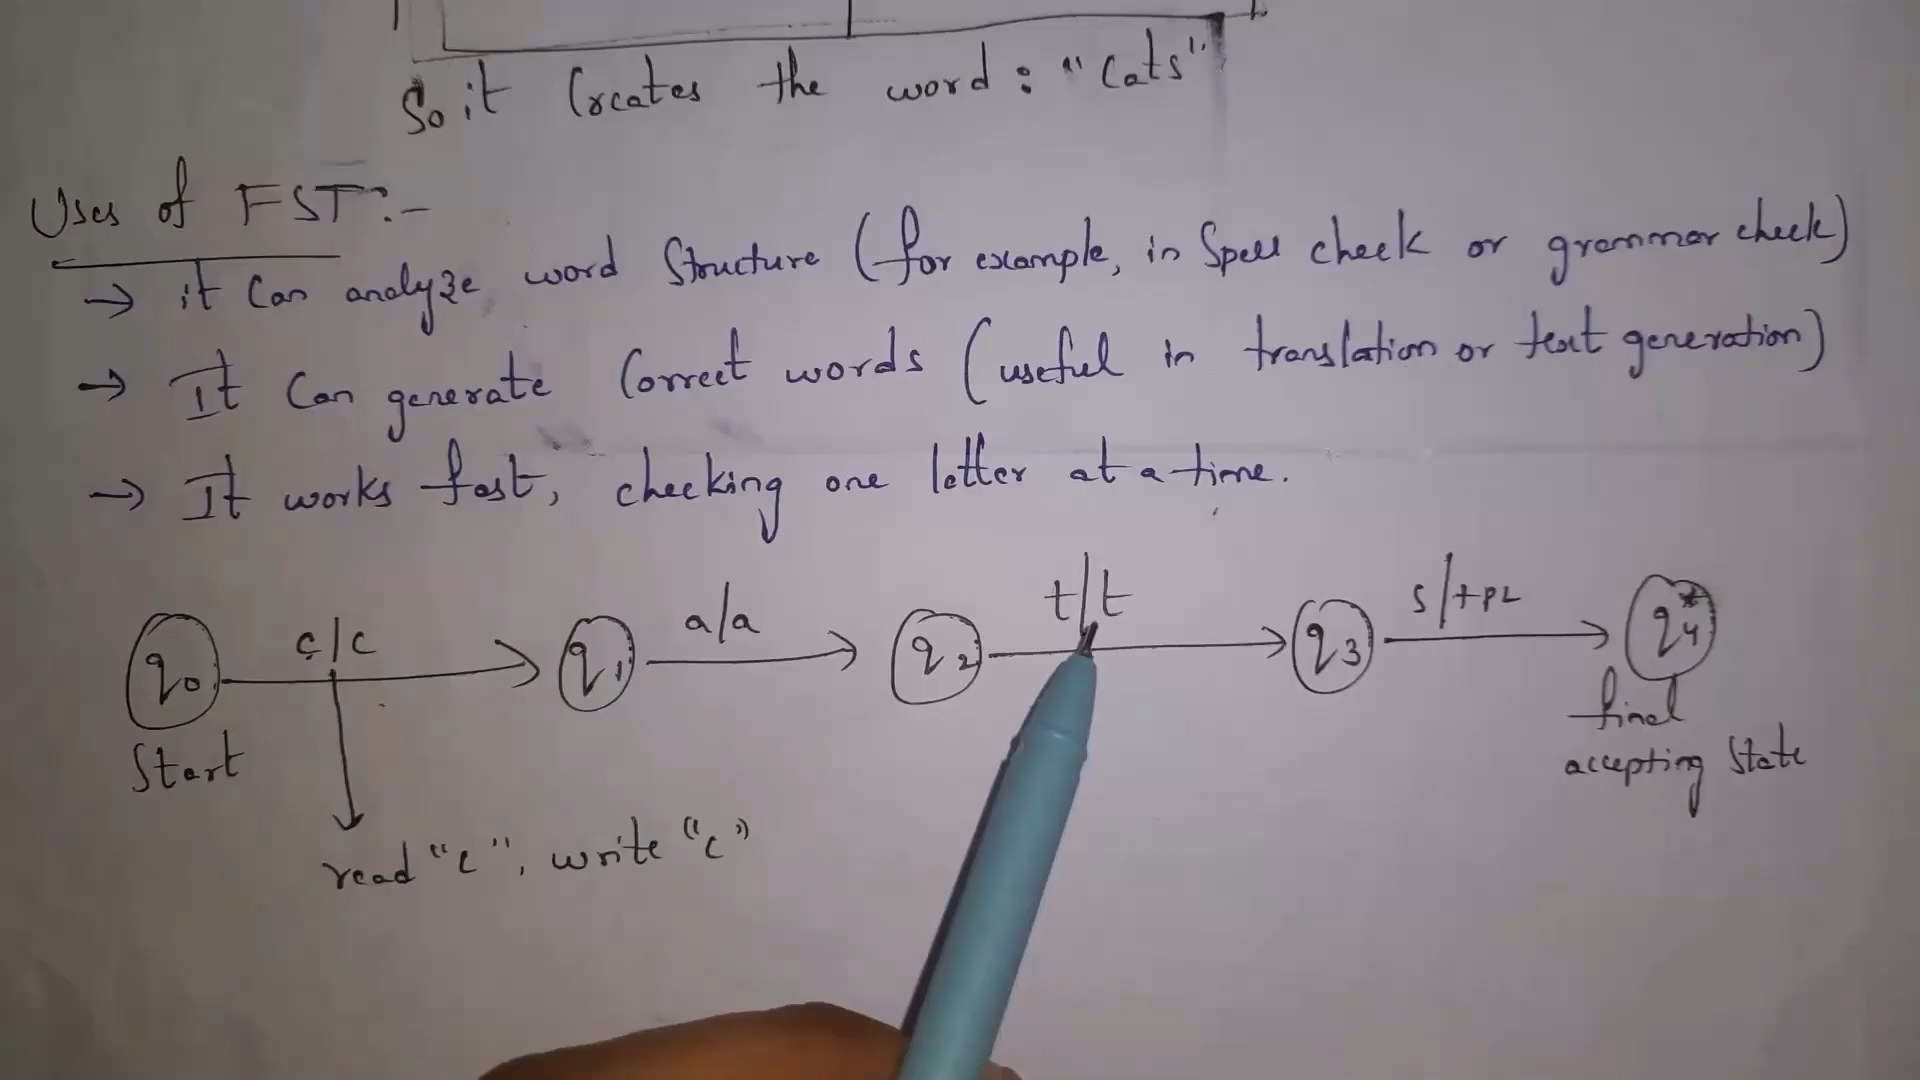 So it Creates the word : "Cats"
Uses of FST:-
→ it Can analyze word Structure (for example, in Spell check or grammar check)
→ It Can generate Correct words (useful in translation or text generation)
→ It works fast, checking one letter at a time.
q0 c/c q1 a/a q2 t/t q3 s/+PL q4*
Start
final
accepting State
read "c", write "c"